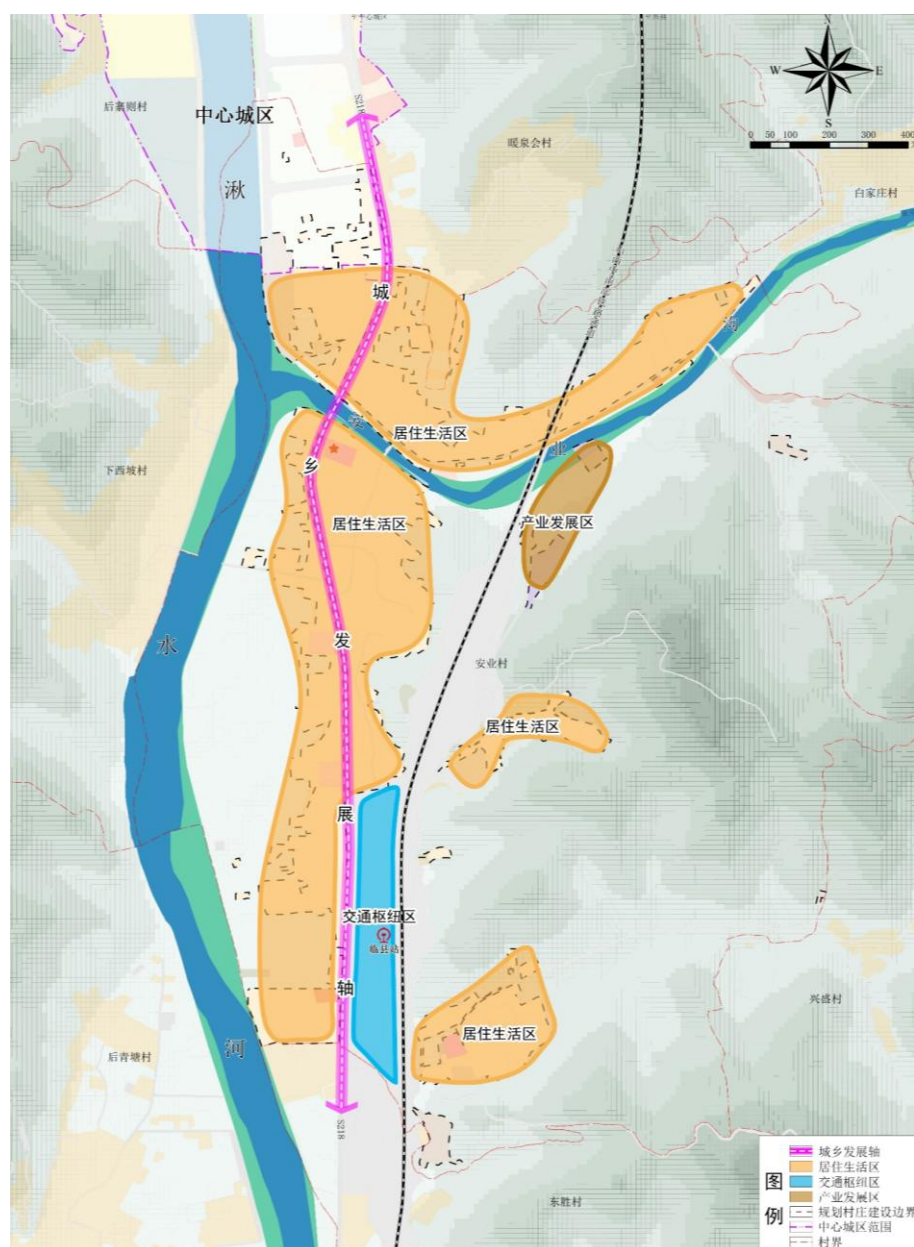 中心城区
后寨则村
S218
湫
暖泉会村
N
W
E
S
0 50 100 200 300 400
白家庄村
城
沟
居住生活区
安
业
乡
下西坡村
居住生活区
产业发展区
水
发
安业村
居住生活区
展
交通枢纽区
临县站
轴
居住生活区
兴盛村
河
后青塘村
S218
东胜村
图例
城乡发展轴
居住生活区
交通枢纽区
产业发展区
规划村庄建设边界
中心城区范围
村界